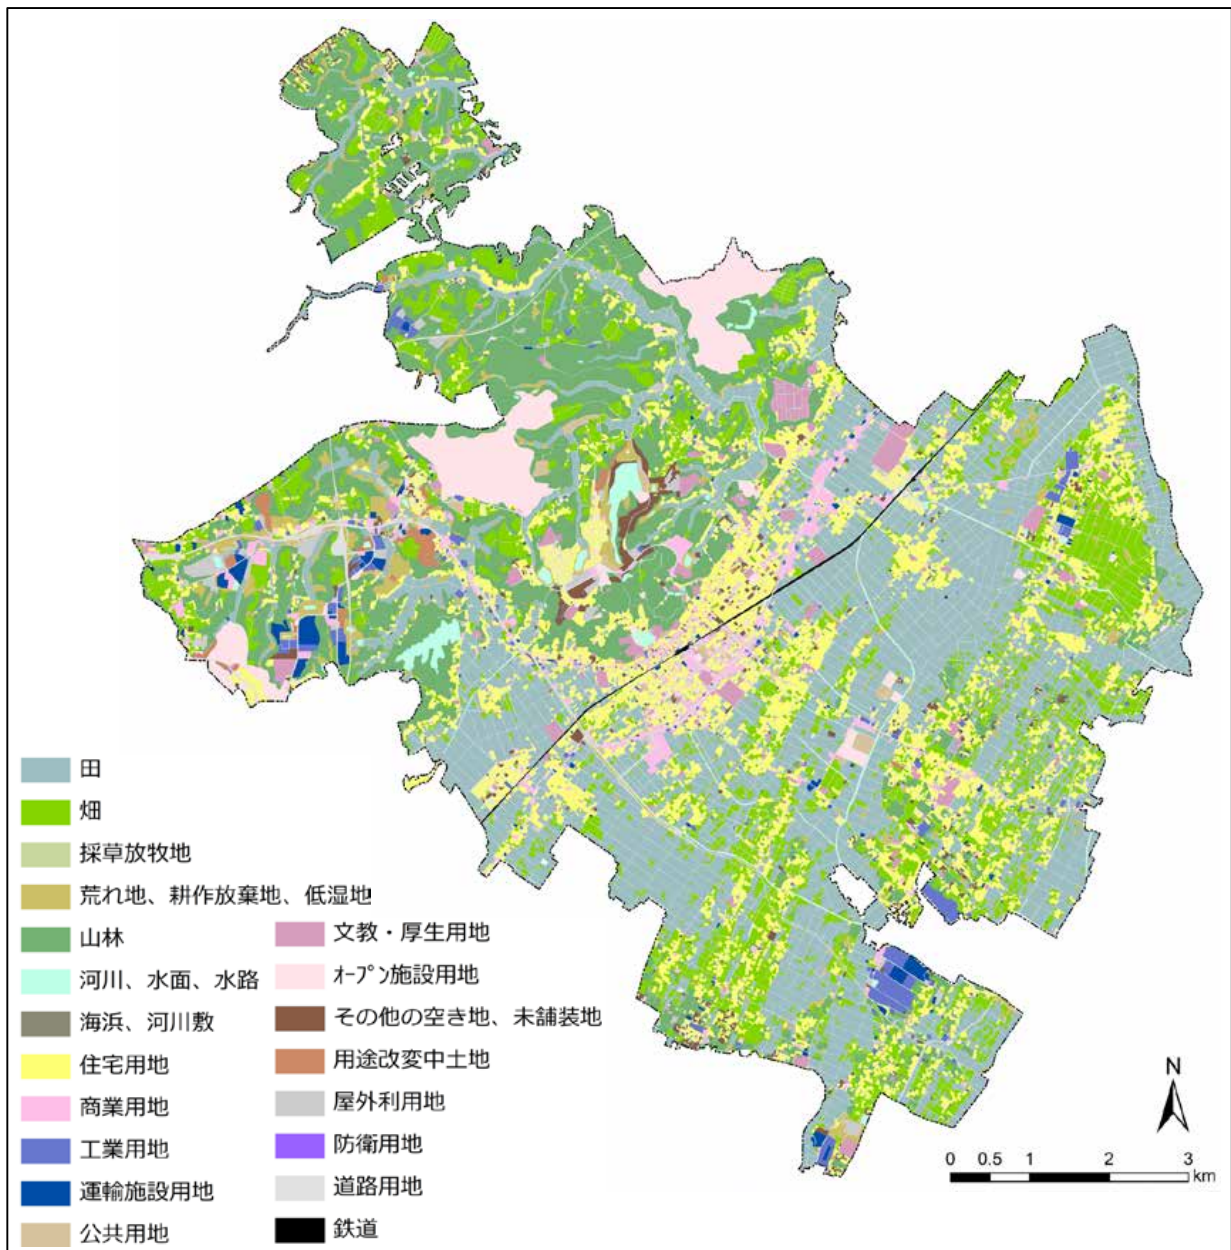 田
畑
採草放牧地
荒れ地、耕作放棄地、低湿地
山林
河川、水面、水路
海浜、河川敷
住宅用地
商業用地
工業用地
運輸施設用地
公共用地
文教・厚生用地
ｵｰﾌﾟﾝ施設用地
その他の空き地、未舗装地
用途改変中土地
屋外利用地
防衛用地
道路用地
鉄道
N
0 0.5 1 2 3
km